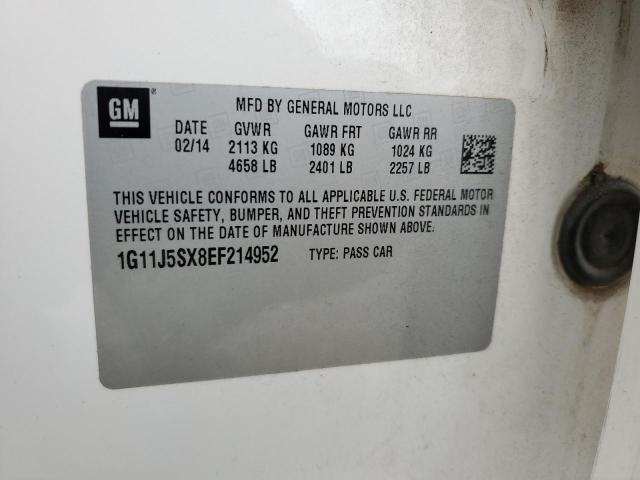 GM ®
MFD BY GENERAL MOTORS LLC
DATE GVWR GAWR FRT GAWR RR
02/14 2113 KG 1089 KG 1024 KG
4658 LB 2401 LB 2257 LB
THIS VEHICLE CONFORMS TO ALL APPLICABLE U.S. FEDERAL MOTOR
VEHICLE SAFETY, BUMPER, AND THEFT PREVENTION STANDARDS IN
EFFECT ON THE DATE OF MANUFACTURE SHOWN ABOVE.
1G11J5SX8EF214952 TYPE: PASS CAR